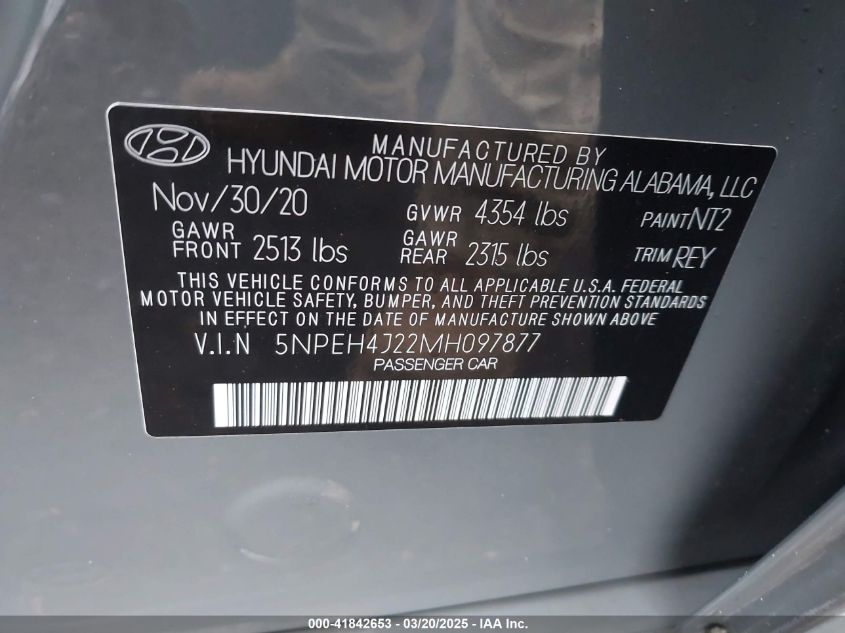 MANUFACTURED BY
HYUNDAI MOTOR MANUFACTURING ALABAMA, LLC
Nov/30/20 GVWR 4354 lbs PAINT NT2
GAWR FRONT 2513 lbs GAWR REAR 2315 lbs TRIM REY
THIS VEHICLE CONFORMS TO ALL APPLICABLE U.S.A. FEDERAL
MOTOR VEHICLE SAFETY, BUMPER, AND THEFT PREVENTION STANDARDS
IN EFFECT ON THE DATE OF MANUFACTURE SHOWN ABOVE
V.I.N 5NPEH4J22MH097877
PASSENGER CAR
000-41842653 - 03/20/2025 - IAA Inc.